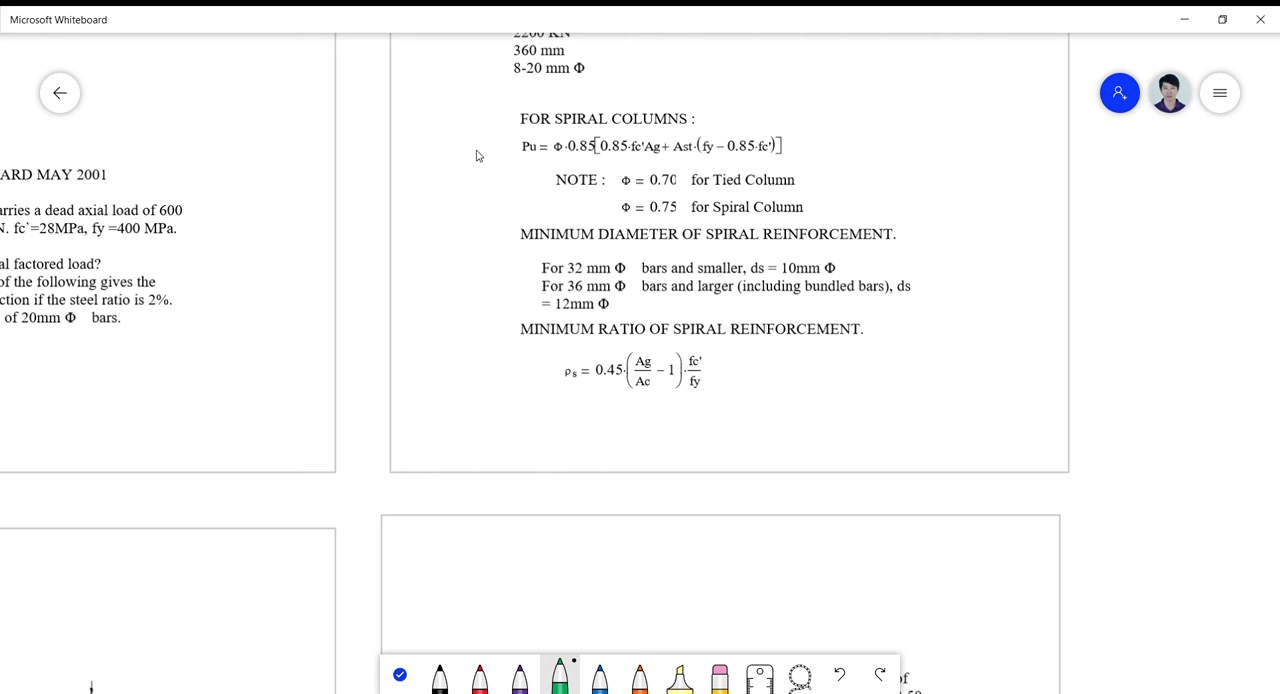 Microsoft Whiteboard
ARD MAY 2001
arries a dead axial load of 600
N. fc`=28MPa, fy =400 MPa.
al factored load?
of the following gives the
ction if the steel ratio is 2%.
of 20mm Φ bars.
2200 KN
360 mm
8-20 mm Φ
FOR SPIRAL COLUMNS :
Pu = Φ·0.85[0.85·fc'Ag + Ast·(fy − 0.85·fc')]
NOTE : Φ = 0.70 for Tied Column
Φ = 0.75 for Spiral Column
MINIMUM DIAMETER OF SPIRAL REINFORCEMENT.
For 32 mm Φ bars and smaller, ds = 10mm Φ
For 36 mm Φ bars and larger (including bundled bars), ds
= 12mm Φ
MINIMUM RATIO OF SPIRAL REINFORCEMENT.
ρs = 0.45·(Ag/Ac − 1)·fc'/fy
of